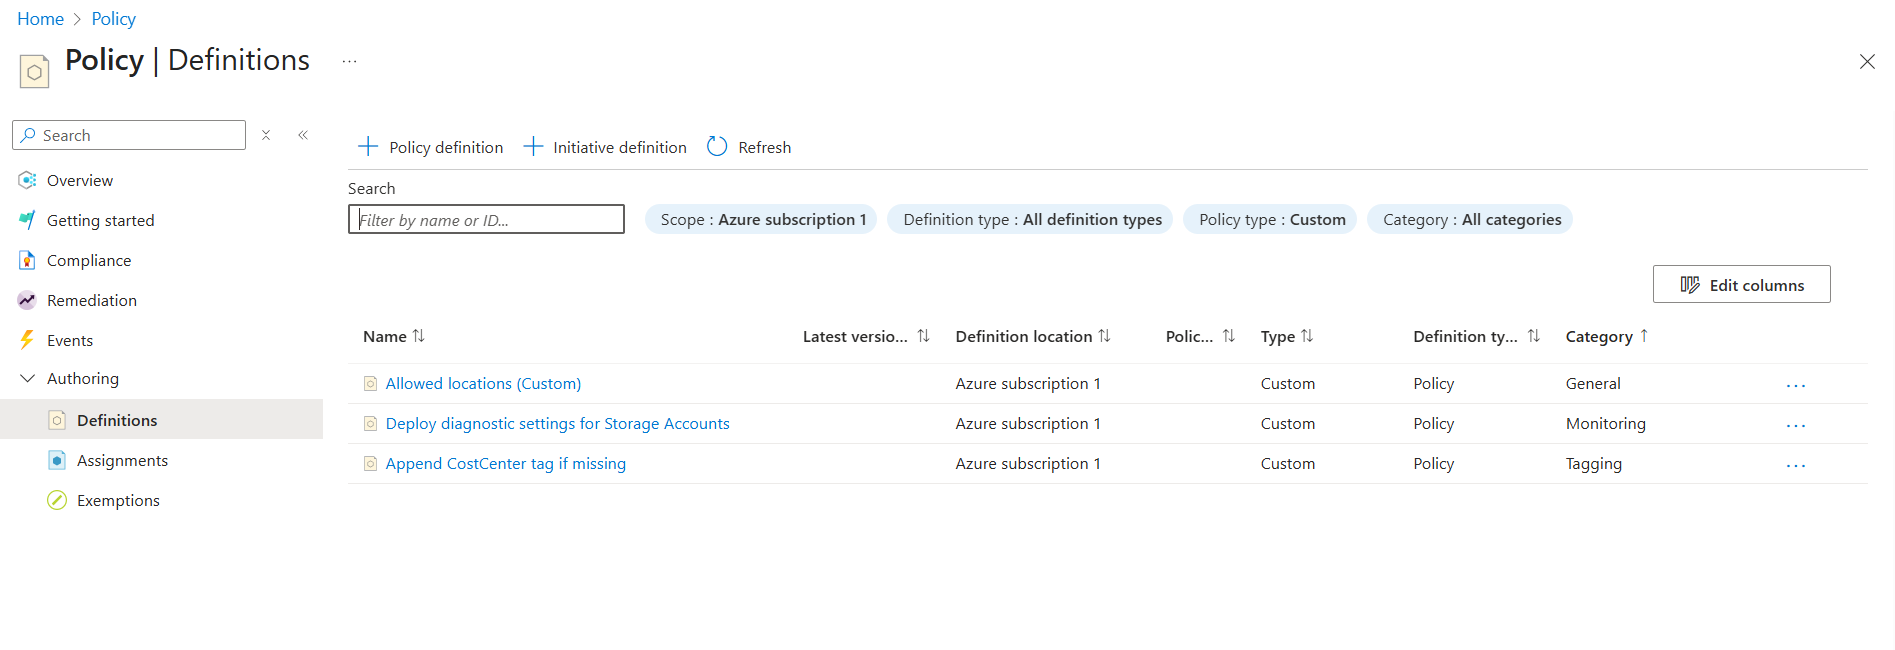 Home > Policy
Policy | Definitions ...
Search
Overview
Getting started
Compliance
Remediation
Events
Authoring
Definitions
Assignments
Exemptions
Policy definition Initiative definition Refresh
Search
Filter by name or ID...
Scope : Azure subscription 1 Definition type : All definition types Policy type : Custom Category : All categories
Edit columns
Name Latest versio... Definition location Polic... Type Definition ty... Category
Allowed locations (Custom) Azure subscription 1 Custom Policy General ...
Deploy diagnostic settings for Storage Accounts Azure subscription 1 Custom Policy Monitoring ...
Append CostCenter tag if missing Azure subscription 1 Custom Policy Tagging ...